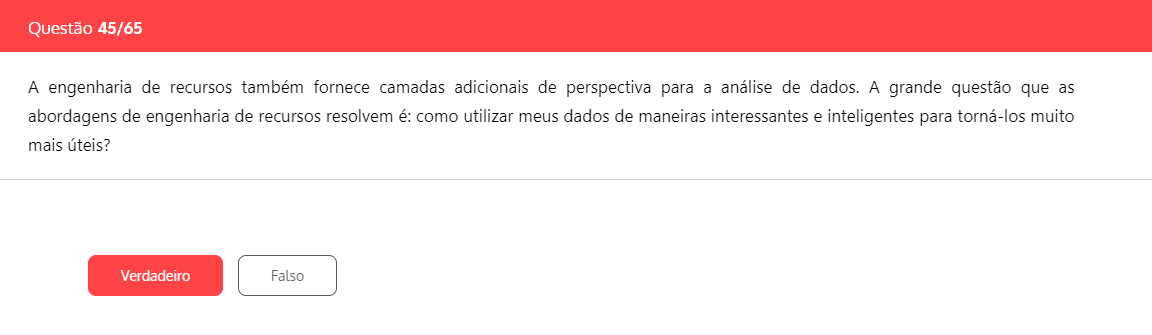 Questão 45/65
A engenharia de recursos também fornece camadas adicionais de perspectiva para a análise de dados. A grande questão que as
abordagens de engenharia de recursos resolvem é: como utilizar meus dados de maneiras interessantes e inteligentes para torná-los muito
mais úteis?
Verdadeiro Falso